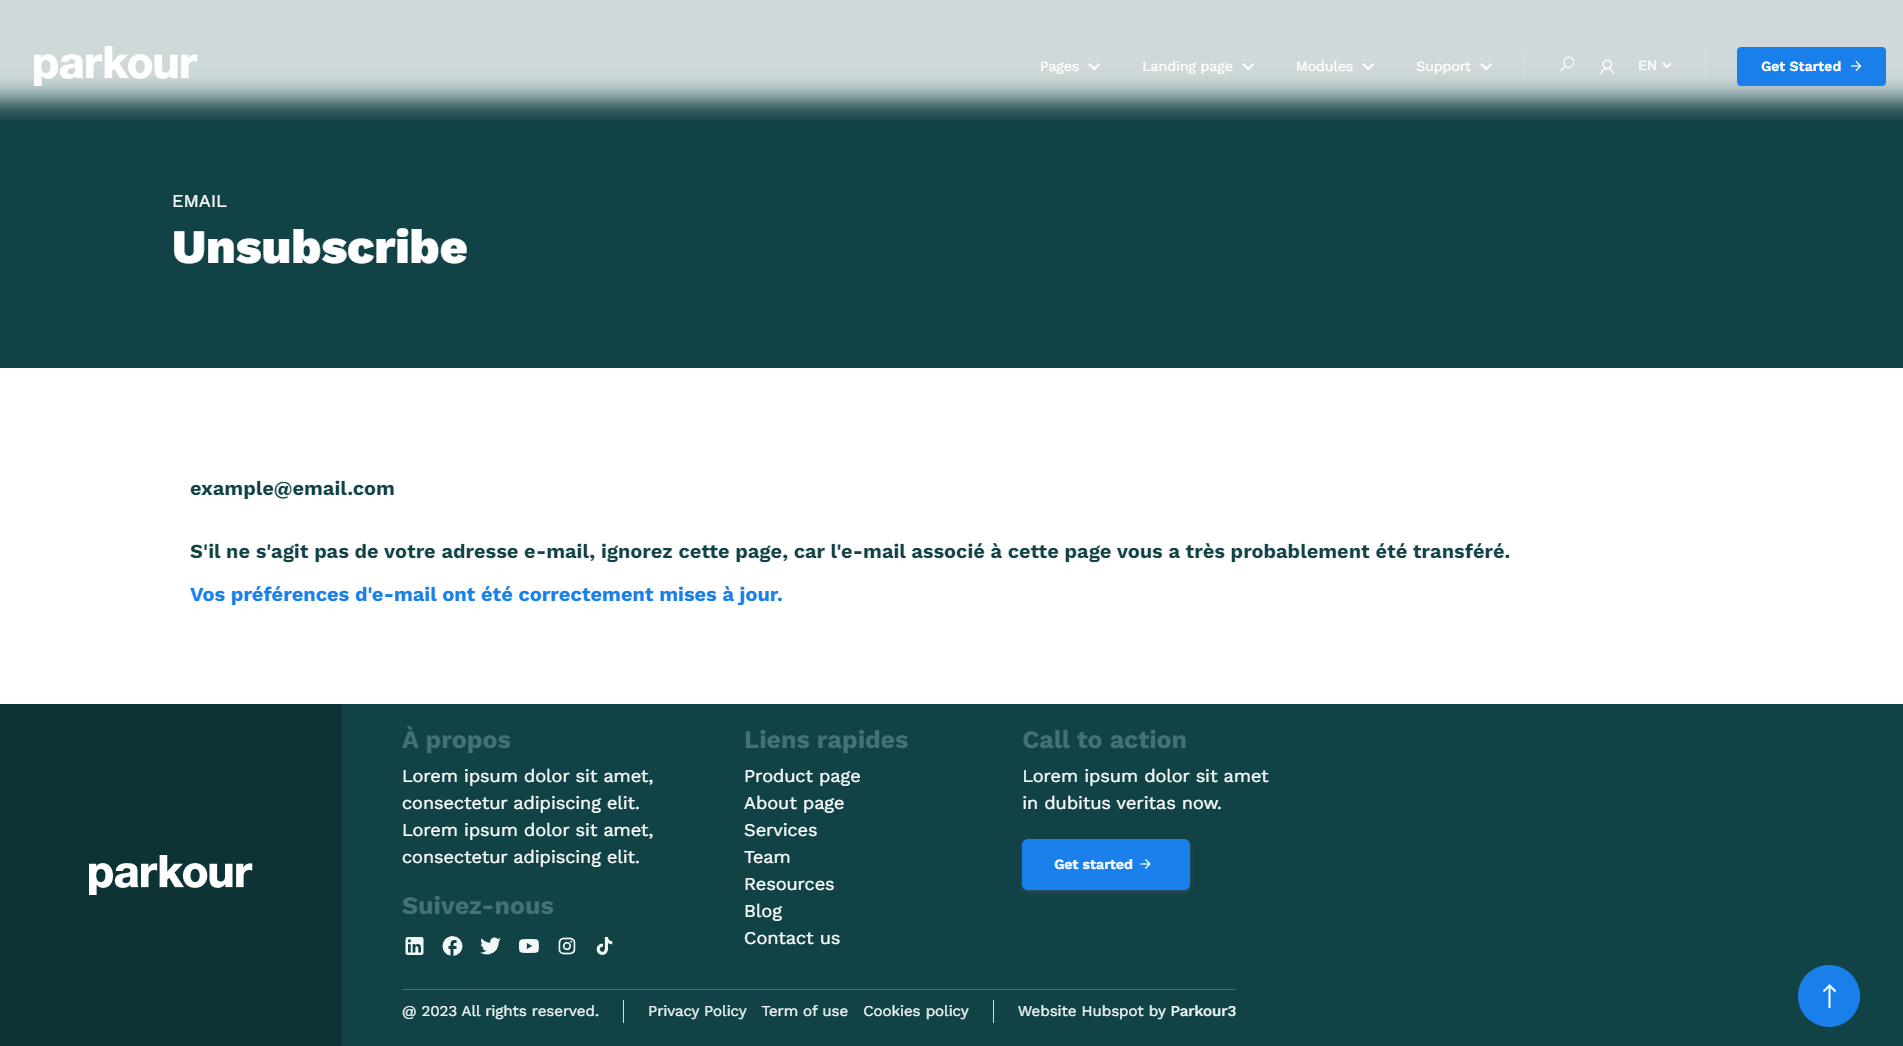 parkour
Pages
Landing page
Modules
Support
EN
Get Started
EMAIL
Unsubscribe
example@email.com
S'il ne s'agit pas de votre adresse e-mail, ignorez cette page, car l'e-mail associé à cette page vous a très probablement été transféré.
Vos préférences d'e-mail ont été correctement mises à jour.
parkour
À propos
Lorem ipsum dolor sit amet,
consectetur adipiscing elit.
Lorem ipsum dolor sit amet,
consectetur adipiscing elit.
Suivez-nous
Liens rapides
Product page
About page
Services
Team
Resources
Blog
Contact us
Call to action
Lorem ipsum dolor sit amet
in dubitus veritas now.
Get started
@ 2023 All rights reserved.
Privacy Policy
Term of use
Cookies policy
Website Hubspot by Parkour3